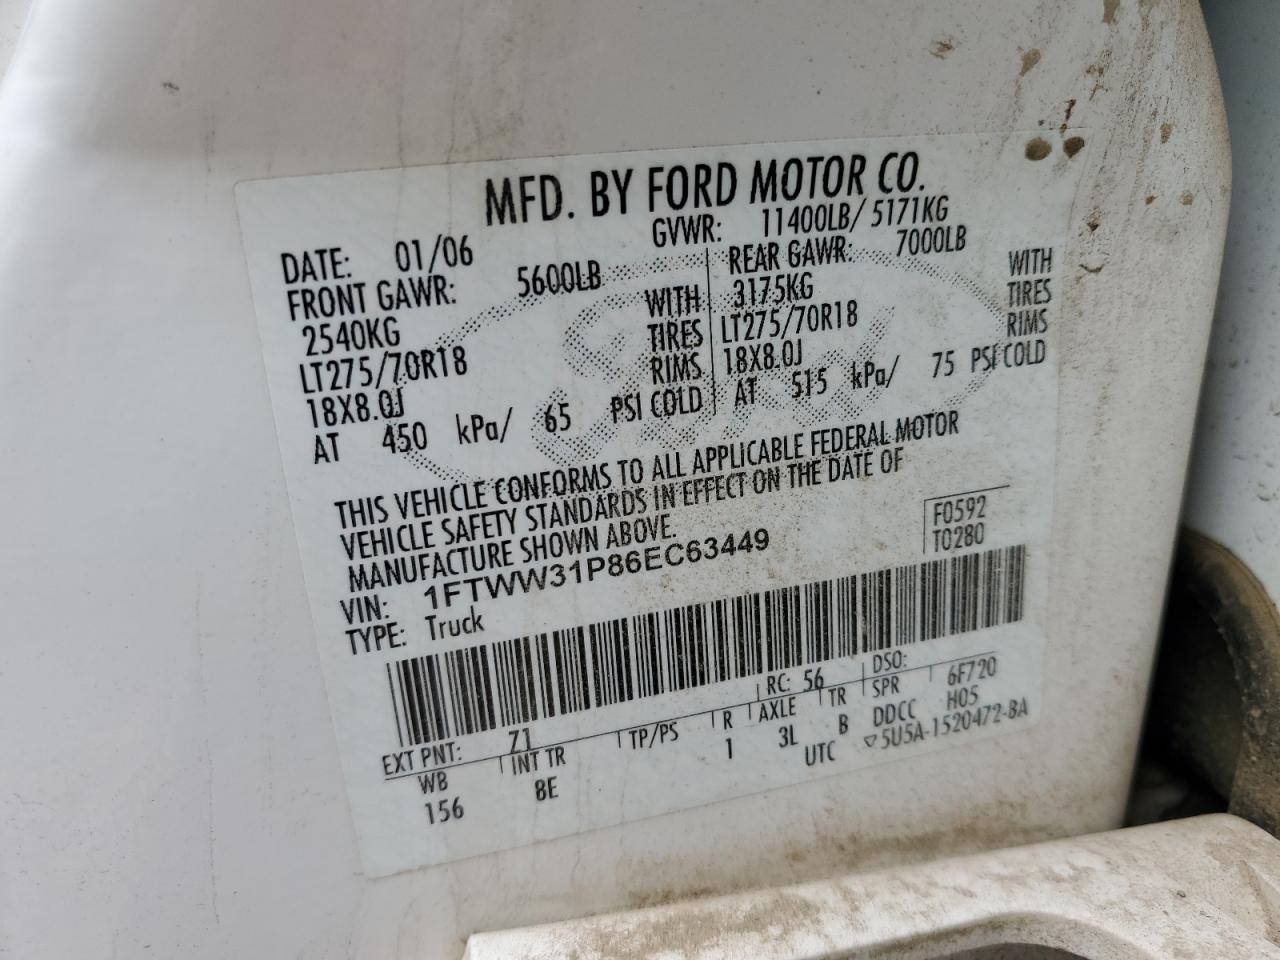 MFD. BY FORD MOTOR CO.
DATE: 01/06 GVWR: 11400LB/ 5171KG
FRONT GAWR: 5600LB REAR GAWR: 7000LB
2540KG WITH 3175KG WITH
LT275/70R18 TIRES LT275/70R18 TIRES
18X8.0J RIMS 18X8.0J RIMS
AT 450 kPa/ 65 PSI COLD AT 515 kPa/ 75 PSI COLD
THIS VEHICLE CONFORMS TO ALL APPLICABLE FEDERAL MOTOR
VEHICLE SAFETY STANDARDS IN EFFECT ON THE DATE OF
MANUFACTURE SHOWN ABOVE.
VIN: 1FTWW31P86EC63449 F0592
TYPE: Truck T0280
EXT PNT: Z1 RC: 56 DSO:
WB INT TR TP/PS R AXLE TR SPR 6F720
156 8E 1 3L B DDCC H05
UTC ▽5U5A-1520472-BA